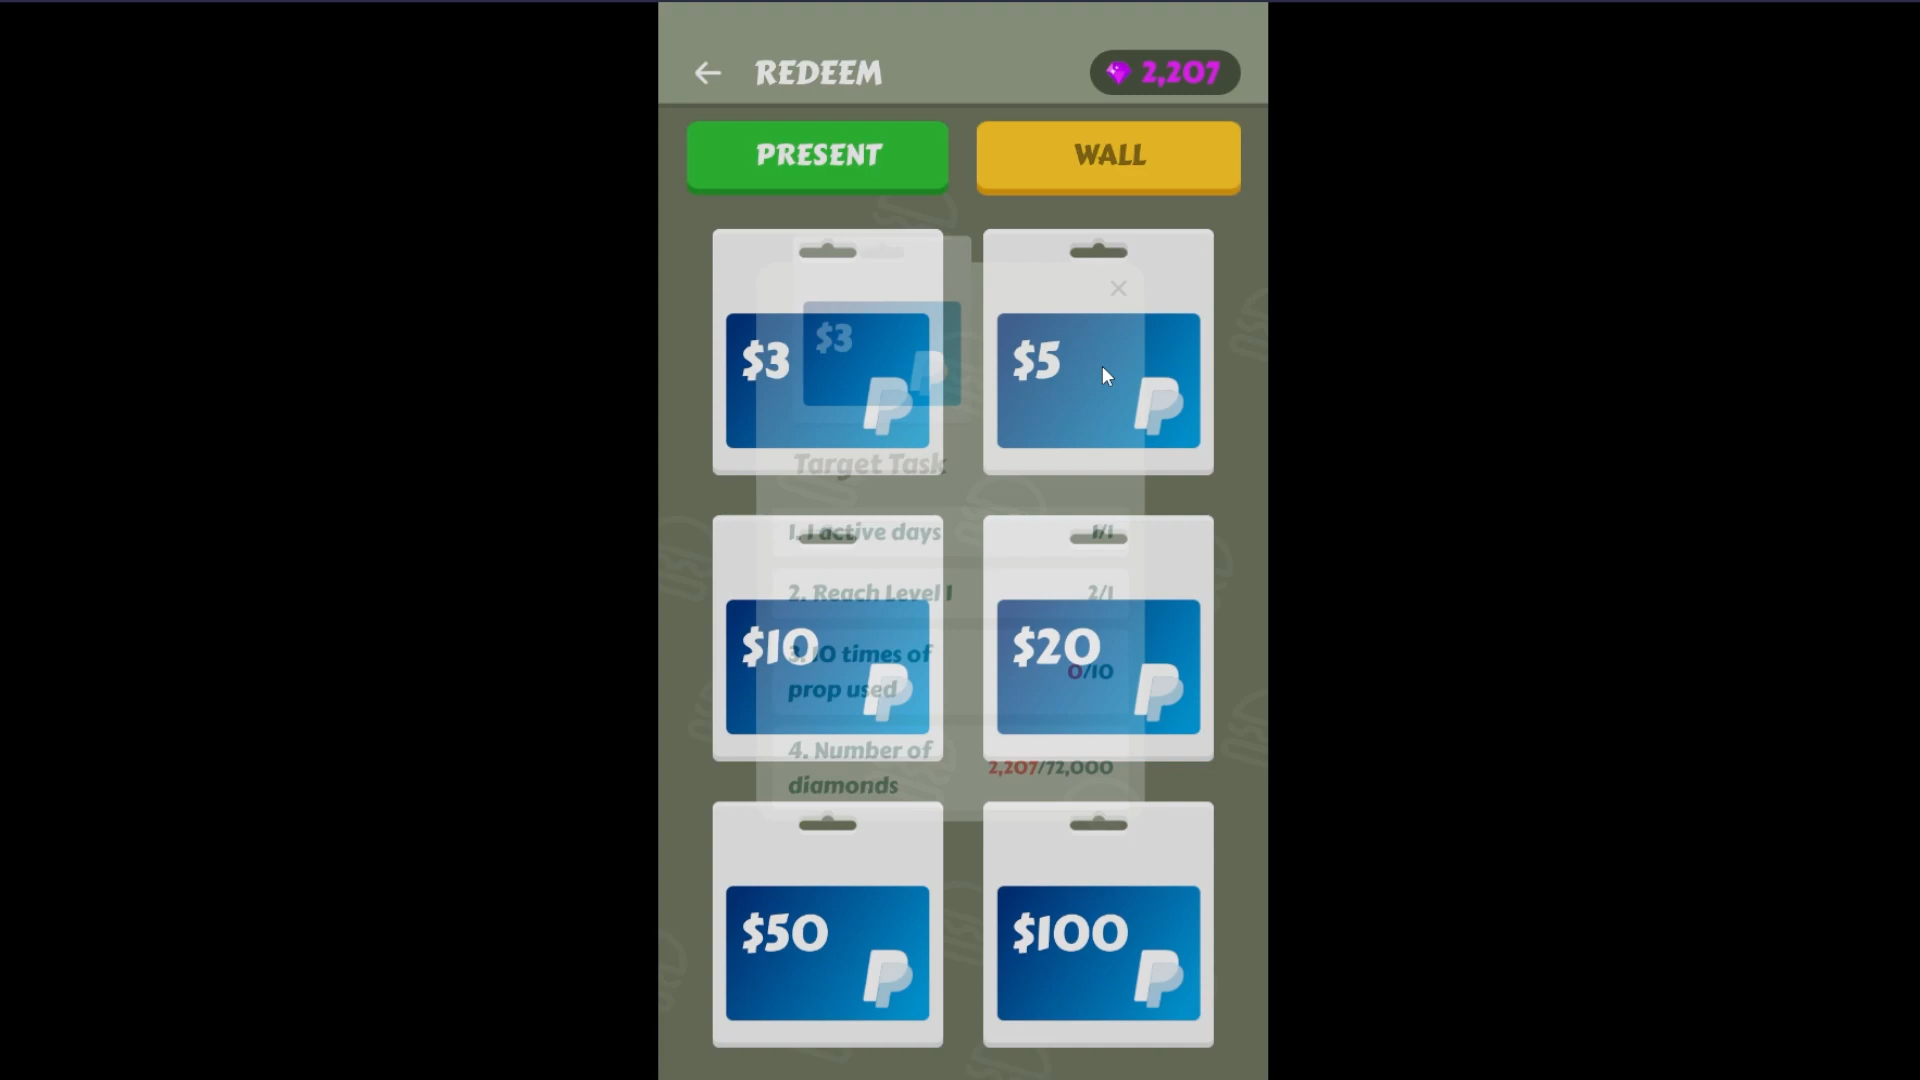 REDEEM
2,207
PRESENT
WALL
$3
$3
$5
Target Task
1. 1 active days
1/1
2. Reach Level 1
2/1
$10
$20
3. 10 times of
prop used
0/10
4. Number of
diamonds
2,207/72,000
$50
$100